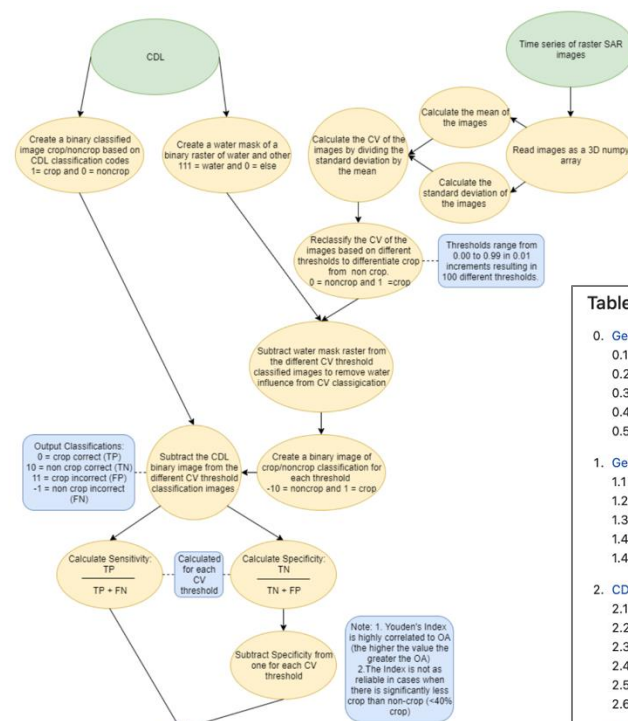 CDL
Time series of raster SAR
images
Calculate the mean of
the images
Create a binary classified
image crop/noncrop based on
CDL classification codes
1= crop and 0 = noncrop
Create a water mask of a
binary raster of water and other
111 = water and 0 = else
Calculate the CV of the
images by dividing the
standard deviation by
the mean
Read images as a 3D numpy
array
Calculate the
standard deviation of
the images
Reclassify the CV of the
images based on different
thresholds to differentiate crop
from non crop.
0 = noncrop and 1 =crop
Thresholds range from
0.00 to 0.99 in 0.01
increments resulting in
100 different thresholds.
Subtract water mask raster from
the different CV threshold
classified images to remove water
influence from CV classigication
Output Classifications:
0 = crop correct (TP)
10 = non crop correct (TN)
11 = crop incorrect (FP)
-1 = non crop incorrect
(FN)
Subtract the CDL
binary image from the
different CV threshold
classification images
Create a binary image of
crop/noncrop classification for
each threshold
-10 = noncrop and 1 = crop
Calculate Sensitivity:
TP
TP + FN
Calculated
for each
CV
threshold
Calculate Specificity:
TN
TN + FP
Subtract Specificity from
one for each CV
threshold
Note: 1. Youden's Index
is highly correlated to OA
(the higher the value the
greater the OA)
2.The Index is not as
reliable in cases when
there is significantly less
crop than non-crop (<40%
crop)
Table
0. Ge
0.1
0.2
0.3
0.4
0.5
1. Ge
1.1
1.2
1.3
1.4
1.4
2. CD
2.1
2.2
2.3
2.4
2.5
2.6